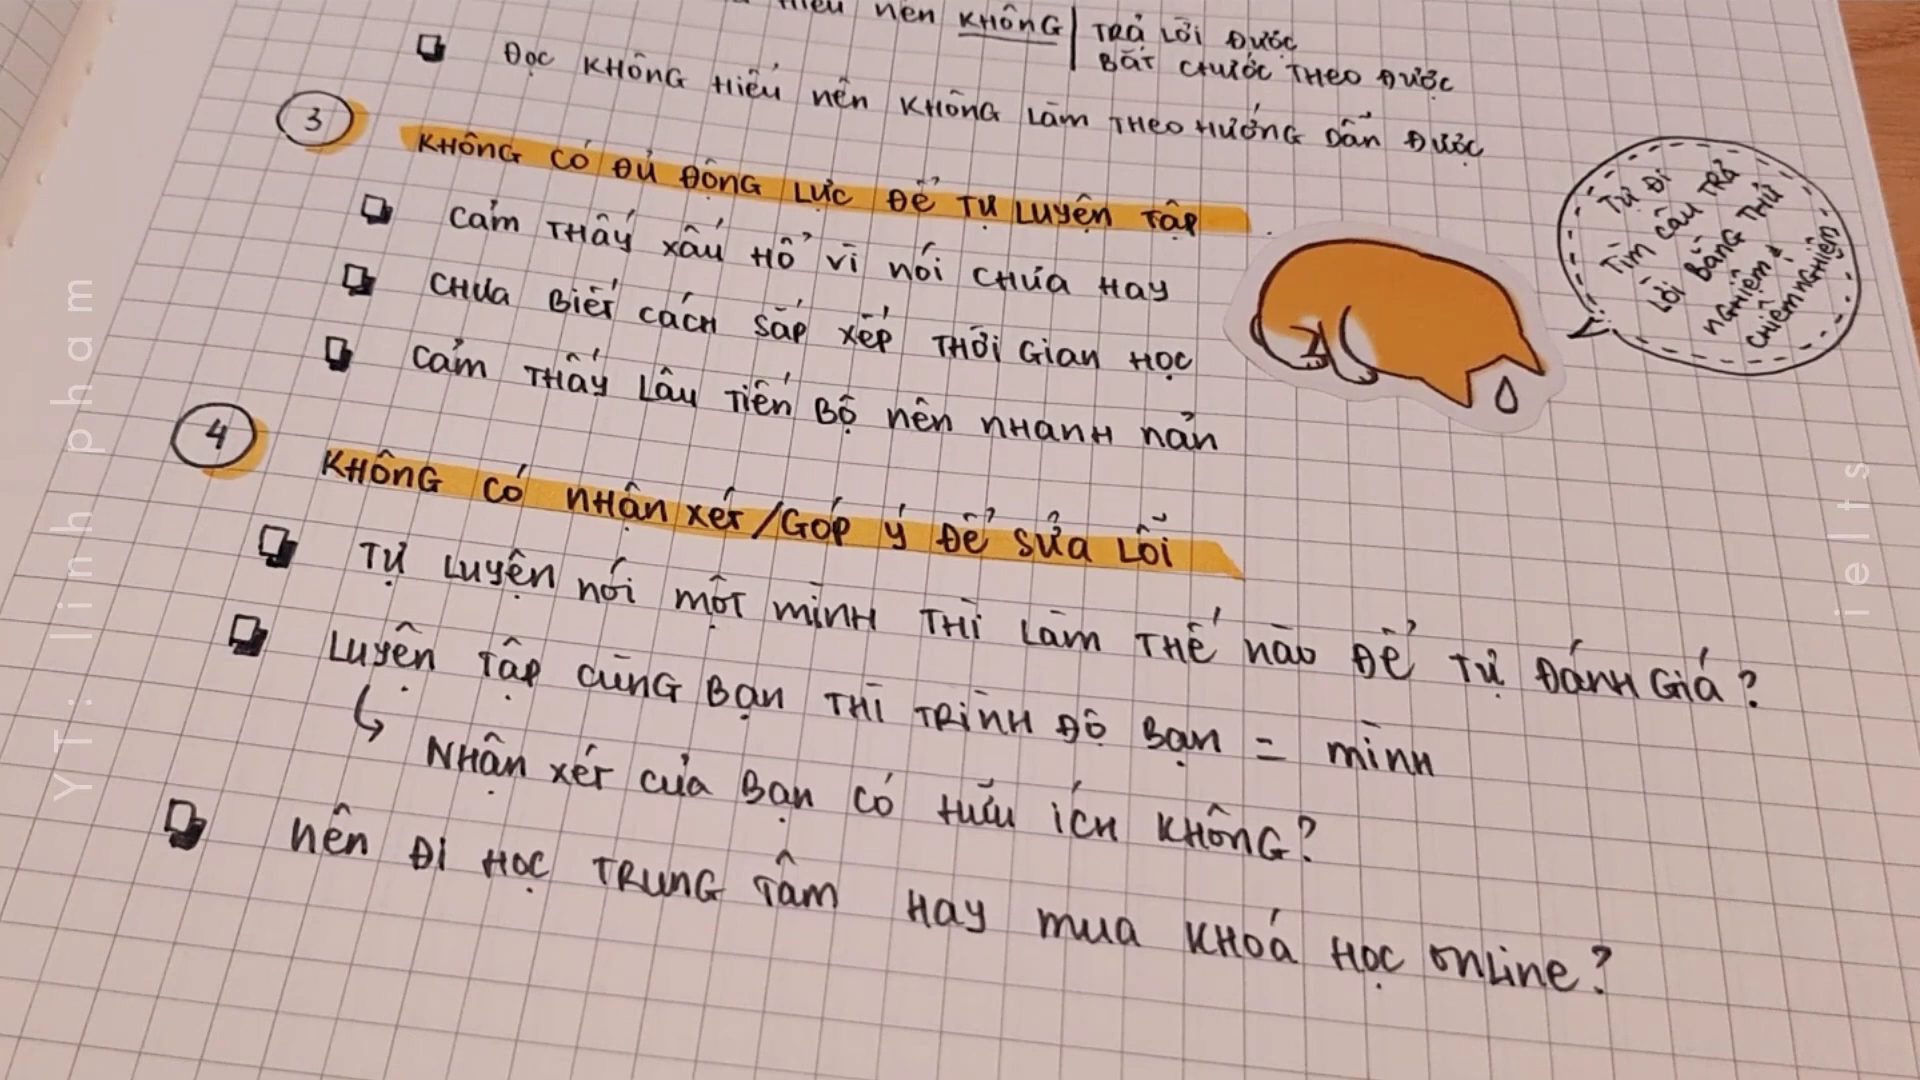 hiểu nên KHÔNG | TRẢ LỜI ĐƯỢC
BẮT CHƯỚC THEO ĐƯỢC
ĐỌC KHÔNG HIỂU NÊN KHÔNG LÀM THEO HƯỚNG DẪN ĐƯỢC
3 KHÔNG CÓ ĐỦ ĐỘNG LỰC ĐỂ TỰ LUYỆN TẬP
CẢM THẤY XẤU HỔ VÌ NÓI CHƯA HAY
CHƯA BIẾT CÁCH SẮP XẾP THỜI GIAN HỌC
CẢM THẤY LÂU TIẾN BỘ NÊN NHANH NẢN
TỰ ĐI
TÌM CÂU TRẢ
LỜI BẰNG THỬ
NGHIỆM &
CHIÊM NGHIỆM
4 KHÔNG CÓ NHẬN XÉT/GÓP Ý ĐỂ SỬA LỖI
TỰ LUYỆN NÓI MỘT MÌNH THÌ LÀM THẾ NÀO ĐỂ TỰ ĐÁNH GIÁ?
LUYỆN TẬP CÙNG BẠN THÌ TRÌNH ĐỘ BẠN = MÌNH
↳ NHẬN XÉT CỦA BẠN CÓ HỮU ÍCH KHÔNG?
NÊN ĐI HỌC TRUNG TÂM HAY MUA KHOÁ HỌC ONLINE?
YT: linh pham
ielts